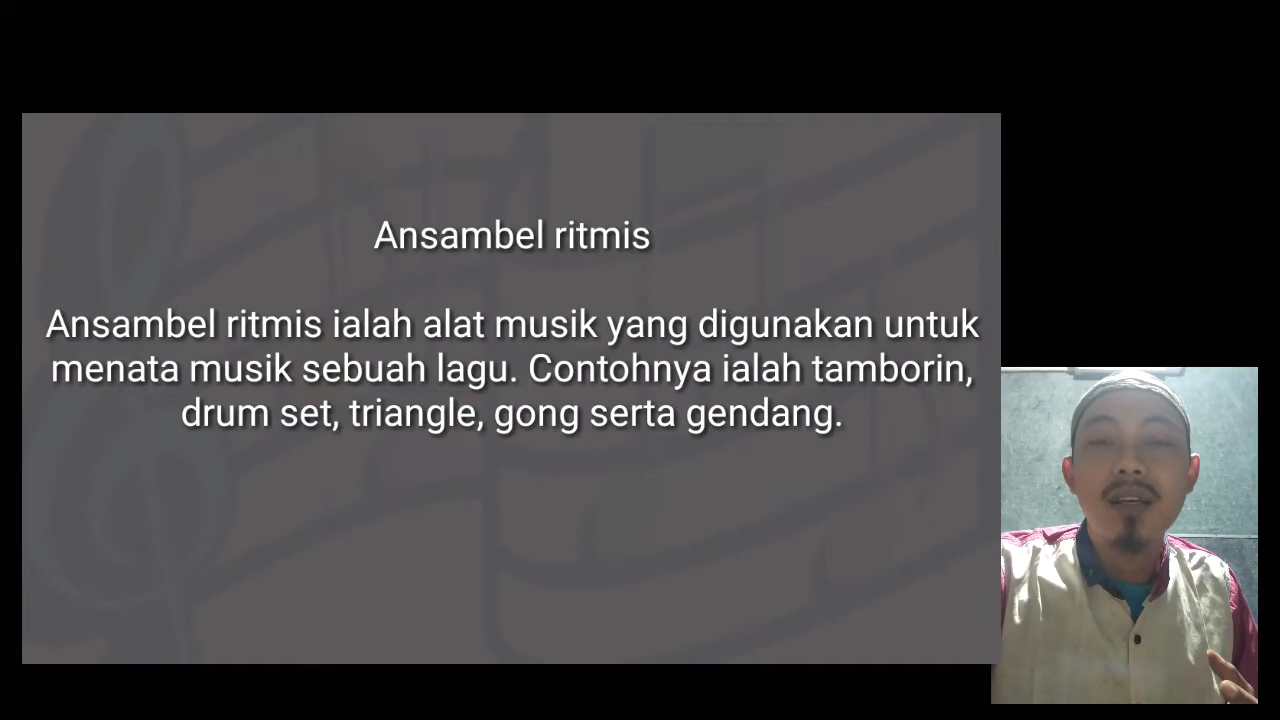 Ansambel ritmis
Ansambel ritmis ialah alat musik yang digunakan untuk
menata musik sebuah lagu. Contohnya ialah tamborin,
drum set, triangle, gong serta gendang.